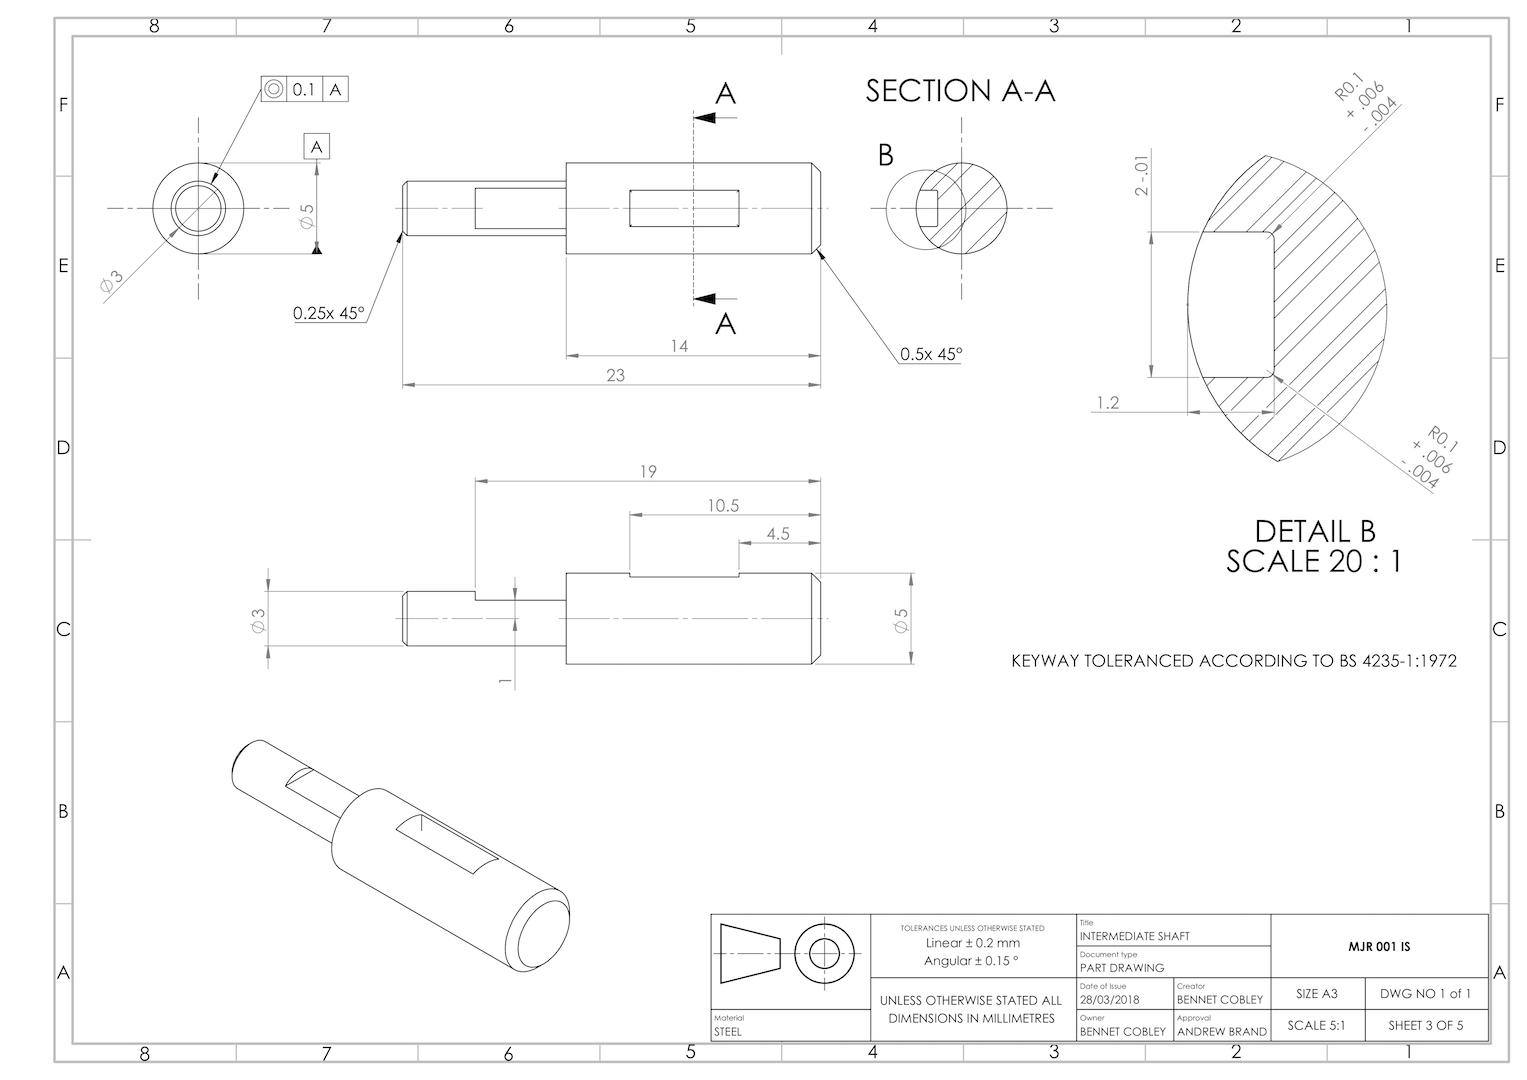 8 7 6 5 4 3 2 1
F
E
D
C
B
A
F
E
D
C
B
A
0.1 A
A
⌀5
⌀3
A
A
0.25x 45°
0.5x 45°
14
23
SECTION A-A
B
R0.1
+ .006
- .004
2 -.01
1.2
R0.1
+ .006
- .004
DETAIL B
SCALE 20 : 1
19
10.5
4.5
⌀3
1
⌀5
KEYWAY TOLERANCED ACCORDING TO BS 4235-1:1972
Material
STEEL
TOLERANCES UNLESS OTHERWISE STATED
Linear ± 0.2 mm
Angular ± 0.15 °
UNLESS OTHERWISE STATED ALL
DIMENSIONS IN MILLIMETRES
Title
INTERMEDIATE SHAFT
Document type
PART DRAWING
Date of Issue
28/03/2018
Creator
BENNET COBLEY
Owner
BENNET COBLEY
Approval
ANDREW BRAND
MJR 001 IS
SIZE A3
DWG NO 1 of 1
SCALE 5:1
SHEET 3 OF 5
8 7 6 5 4 3 2 1